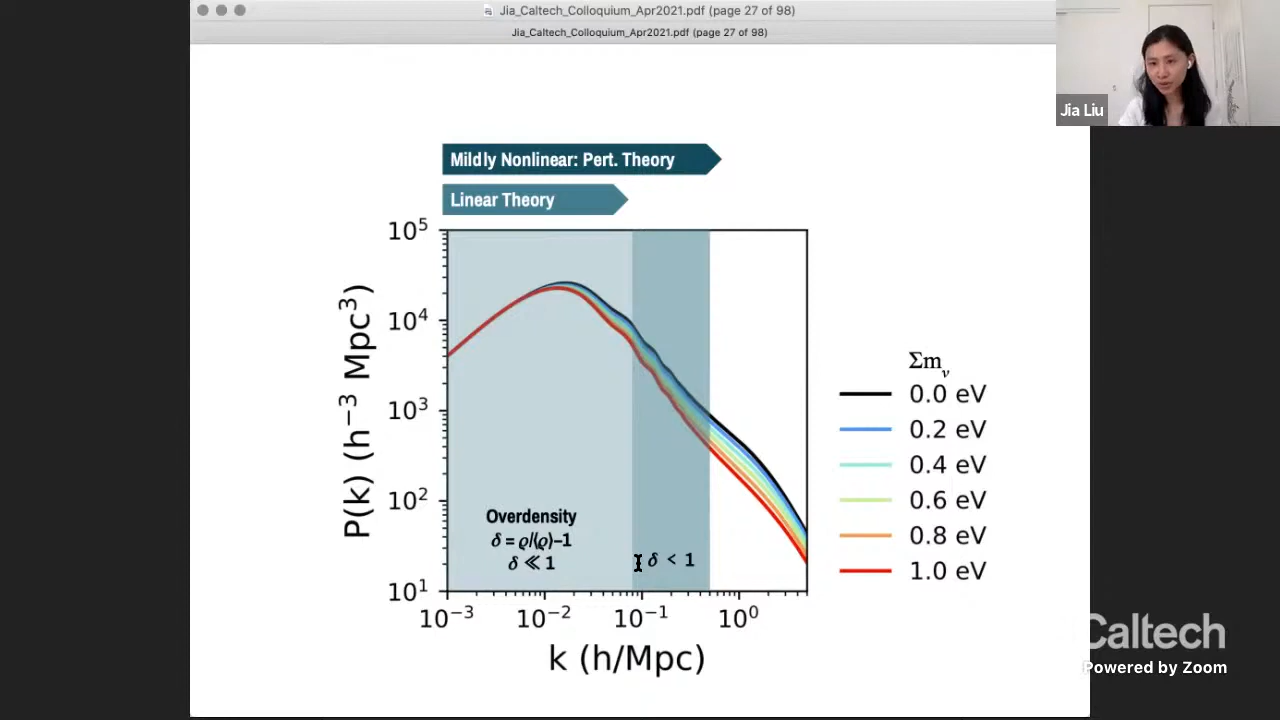 Jia_Caltech_Colloquium_Apr2021.pdf (page 27 of 98)
Jia_Caltech_Colloquium_Apr2021.pdf (page 27 of 98)
Jia Liu
Mildly Nonlinear: Pert. Theory
Linear Theory
P(k) (h⁻³ Mpc³)
10⁵
10⁴
10³
10²
10¹
Overdensity
δ = ϱ/⟨ϱ⟩–1
δ ≪ 1
δ < 1
10⁻³ 10⁻² 10⁻¹ 10⁰
k (h/Mpc)
Σmᵥ
0.0 eV
0.2 eV
0.4 eV
0.6 eV
0.8 eV
1.0 eV
Caltech
Powered by Zoom